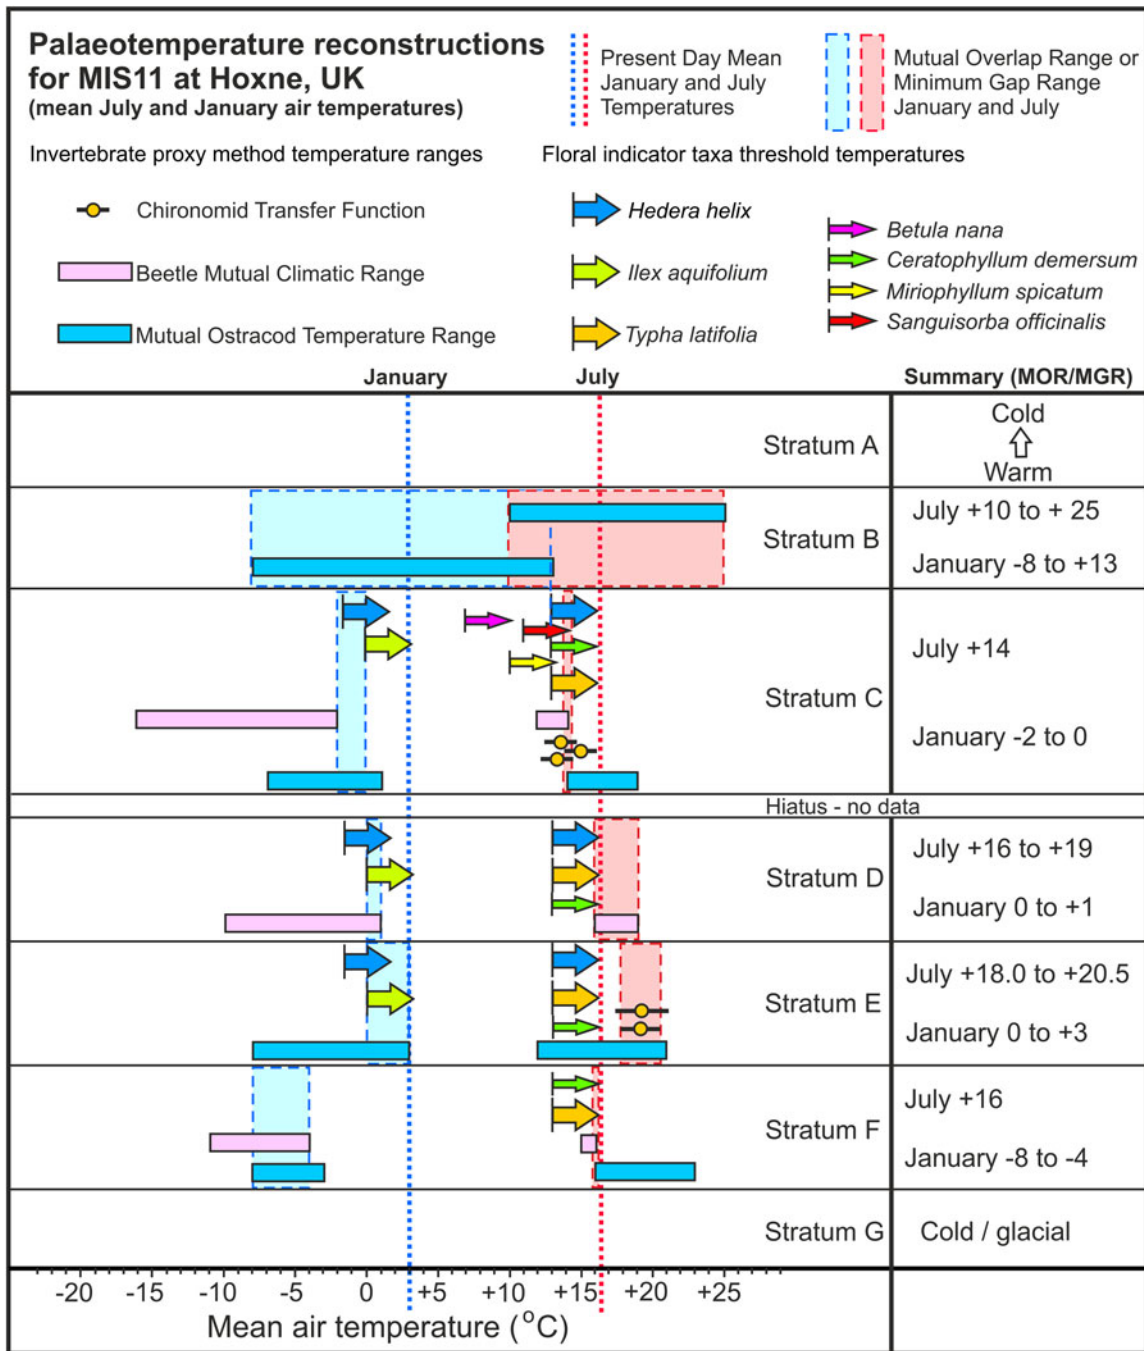 Palaeotemperature reconstructions
for MIS11 at Hoxne, UK
(mean July and January air temperatures)
Present Day Mean
January and July
Temperatures
Mutual Overlap Range or
Minimum Gap Range
January and July
Invertebrate proxy method temperature ranges
Floral indicator taxa threshold temperatures
Chironomid Transfer Function
Beetle Mutual Climatic Range
Mutual Ostracod Temperature Range
Hedera helix
Ilex aquifolium
Typha latifolia
Betula nana
Ceratophyllum demersum
Miriophyllum spicatum
Sanguisorba officinalis
January
July
Summary (MOR/MGR)
Stratum A
Cold
Warm
Stratum B
July +10 to + 25
January -8 to +13
Stratum C
July +14
January -2 to 0
Hiatus - no data
Stratum D
July +16 to +19
January 0 to +1
Stratum E
July +18.0 to +20.5
January 0 to +3
Stratum F
July +16
January -8 to -4
Stratum G
Cold / glacial
-20 -15 -10 -5 0 +5 +10 +15 +20 +25
Mean air temperature (°C)